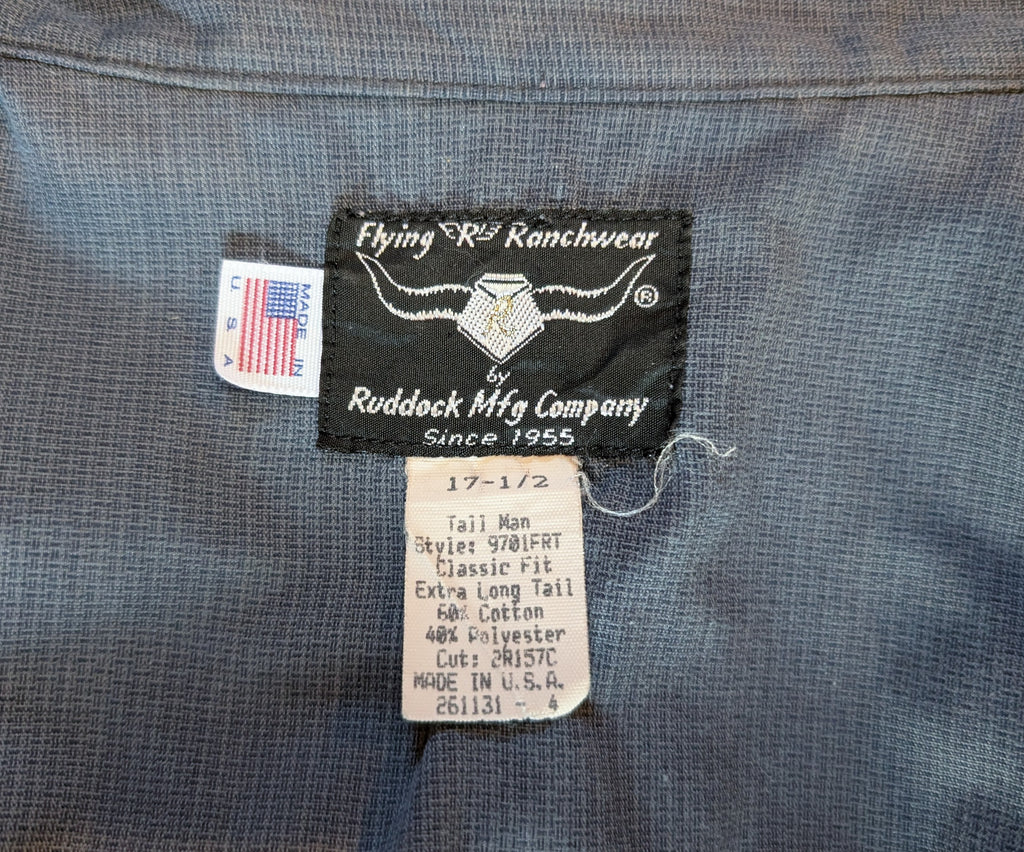 Flying R Ranchwear
®
by
Ruddock Mfg Company
Since 1955
MADE IN
U S A
17-1/2
Tall Man
Style: 9701FRT
Classic Fit
Extra Long Tail
60% Cotton
40% Polyester
Cut: 2R157C
MADE IN U.S.A.
261131 - 4